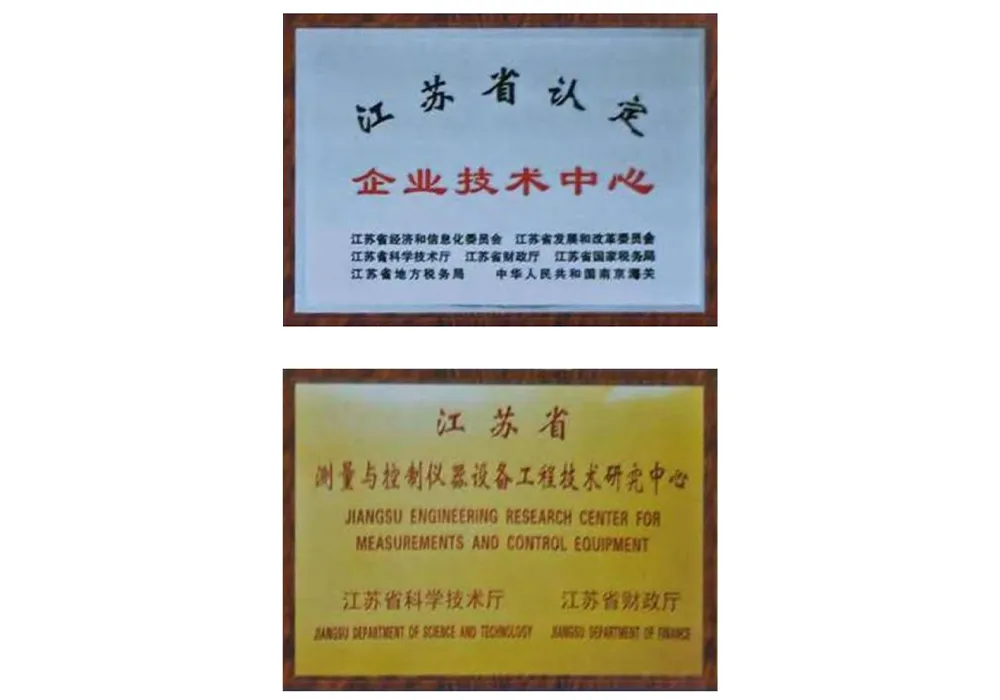 江苏省认定
企业技术中心
江苏省经济和信息化委员会 江苏省发展和改革委员会
江苏省科学技术厅 江苏省财政厅 江苏省国家税务局
江苏省地方税务局 中华人民共和国南京海关
江苏省
测量与控制仪器设备工程技术研究中心
JIANGSU ENGINEERING RESEARCH CENTER FOR
MEASUREMENTS AND CONTROL EQUIPMENT
江苏省科学技术厅 江苏省财政厅
JIANGSU DEPARTMENT OF SCIENCE AND TECHNOLOGY JIANGSU DEPARTMENT OF FINANCE